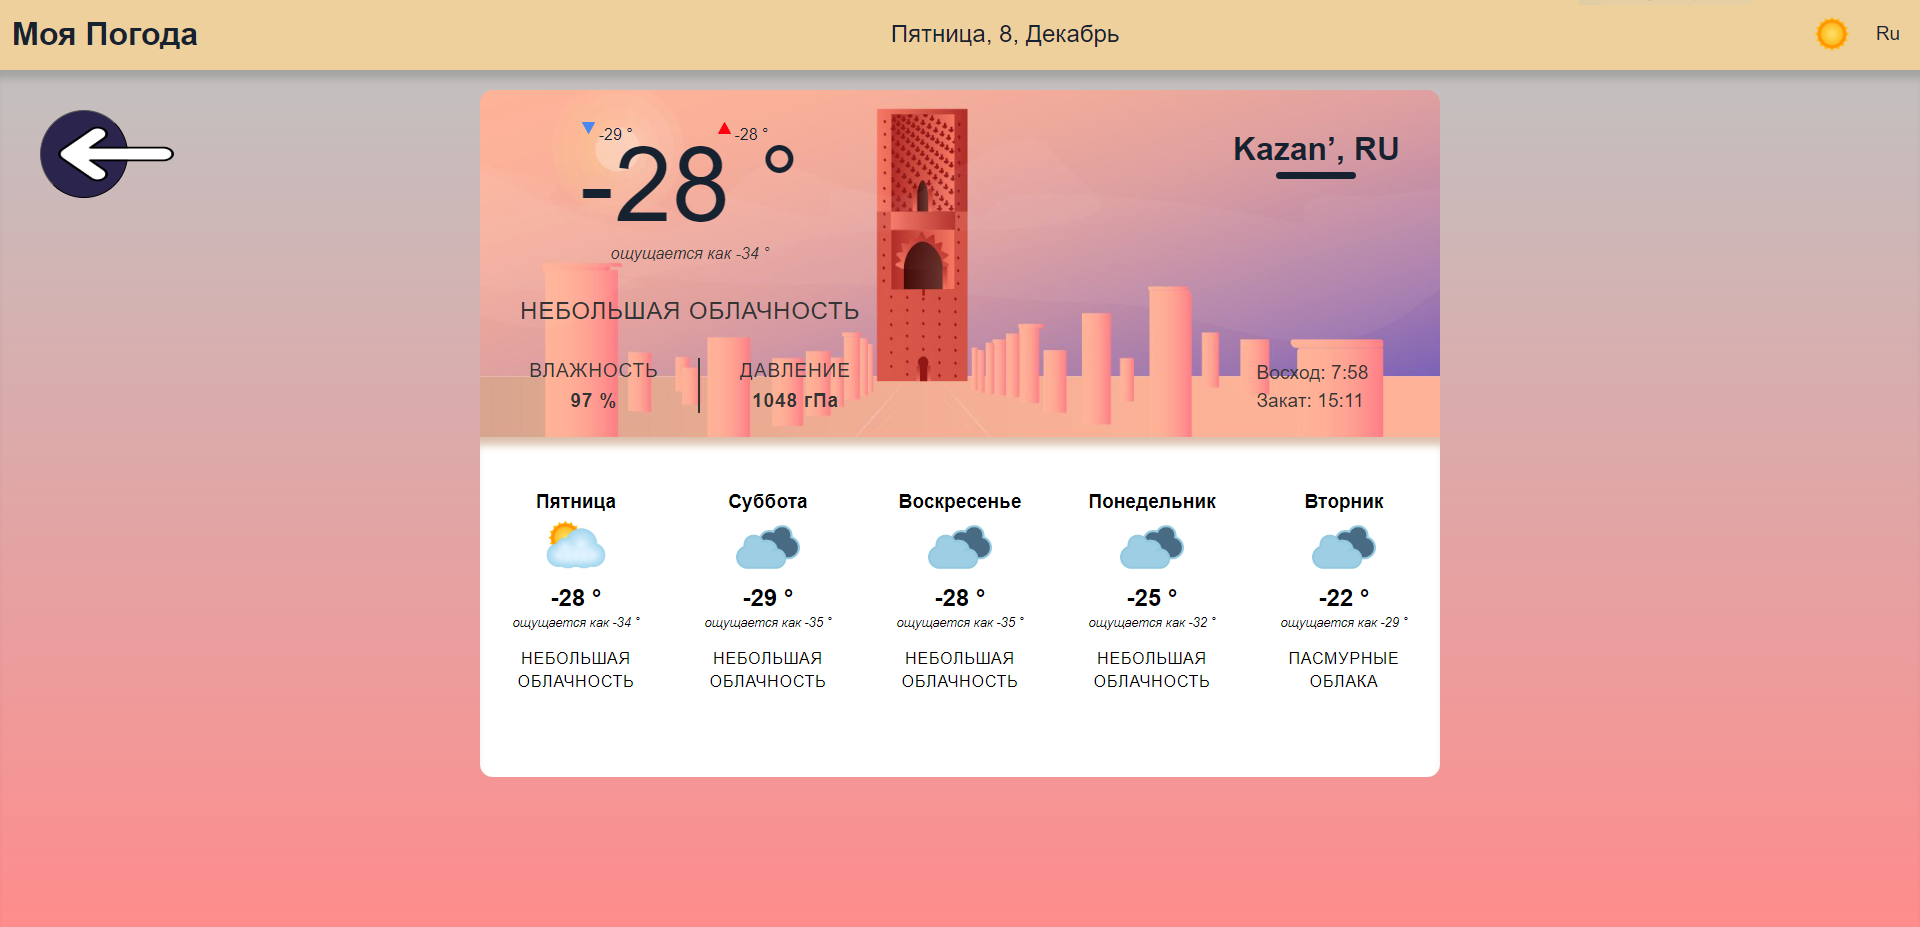 Моя Погода
Пятница, 8, Декабрь
Ru
-29 °
-28 °
-28 °
Kazan’, RU
ощущается как -34 °
НЕБОЛЬШАЯ ОБЛАЧНОСТЬ
ВЛАЖНОСТЬ
97 %
ДАВЛЕНИЕ
1048 гПа
Восход: 7:58
Закат: 15:11
Пятница
-28 °
ощущается как -34 °
НЕБОЛЬШАЯ
ОБЛАЧНОСТЬ
Суббота
-29 °
ощущается как -35 °
НЕБОЛЬШАЯ
ОБЛАЧНОСТЬ
Воскресенье
-28 °
ощущается как -35 °
НЕБОЛЬШАЯ
ОБЛАЧНОСТЬ
Понедельник
-25 °
ощущается как -32 °
НЕБОЛЬШАЯ
ОБЛАЧНОСТЬ
Вторник
-22 °
ощущается как -29 °
ПАСМУРНЫЕ
ОБЛАКА